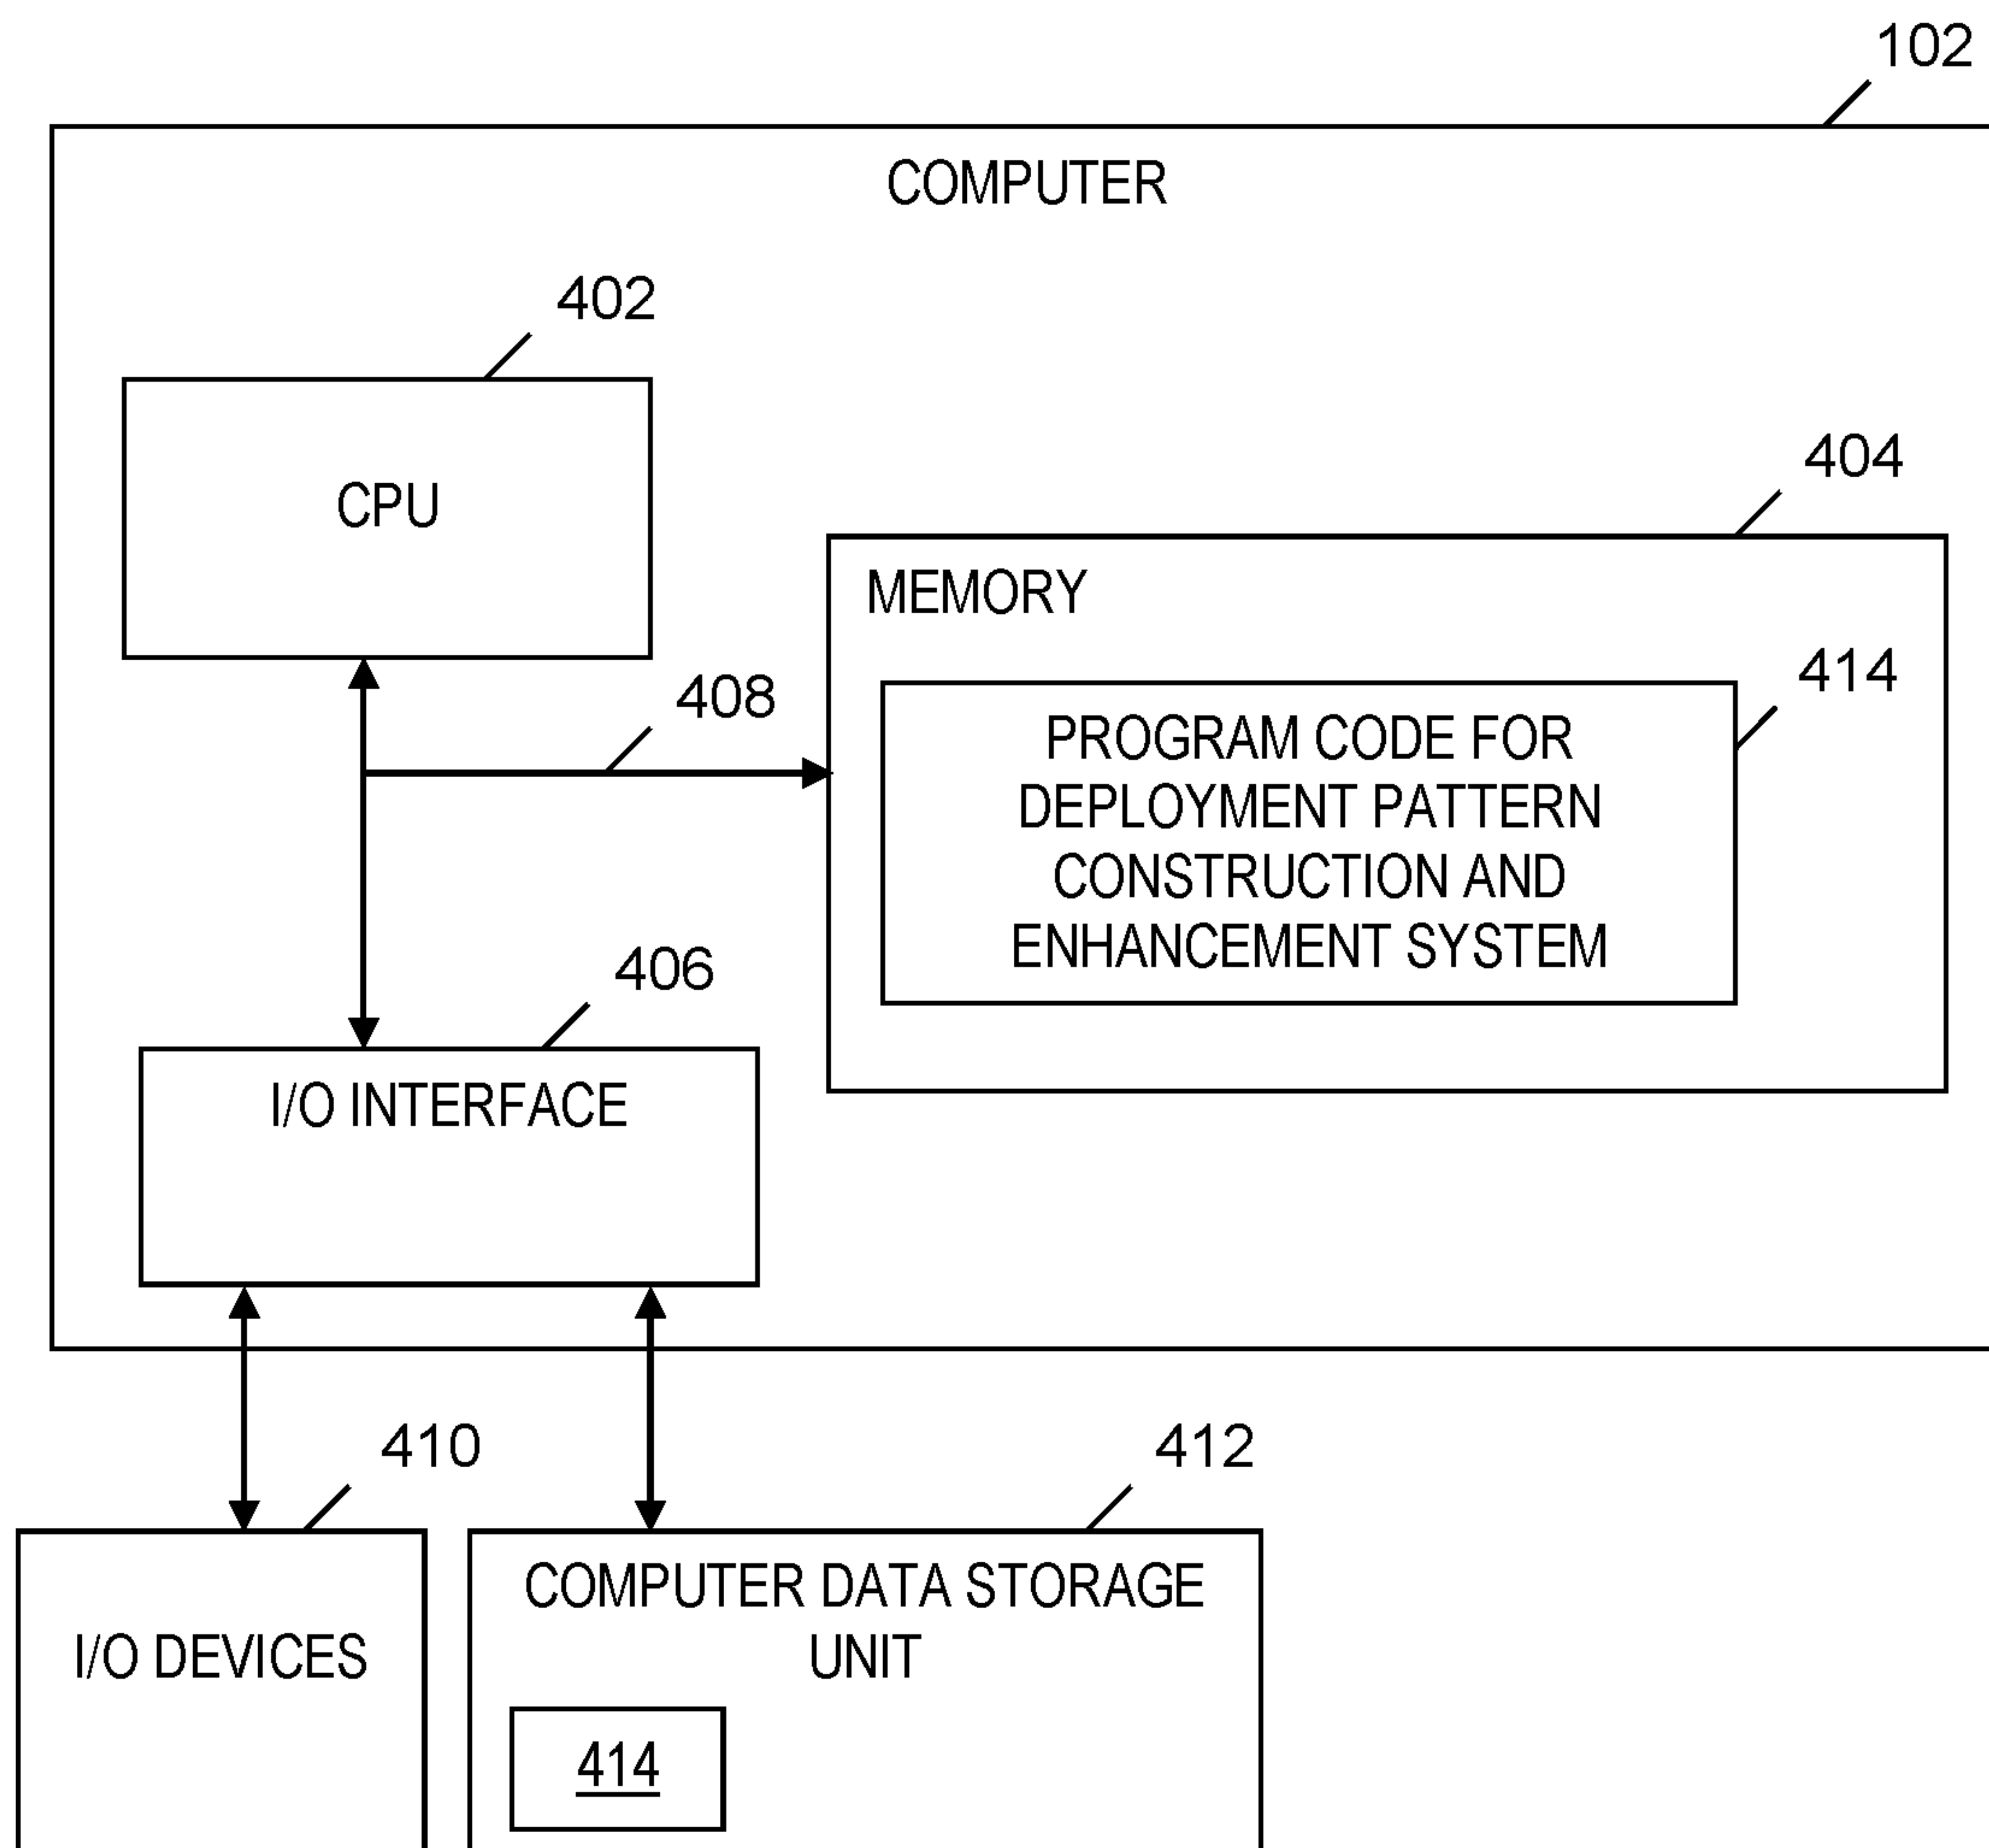 102
COMPUTER
402
CPU
404
MEMORY
408
414
PROGRAM CODE FOR
DEPLOYMENT PATTERN
CONSTRUCTION AND
ENHANCEMENT SYSTEM
406
I/O INTERFACE
410
412
I/O DEVICES
COMPUTER DATA STORAGE
UNIT
414